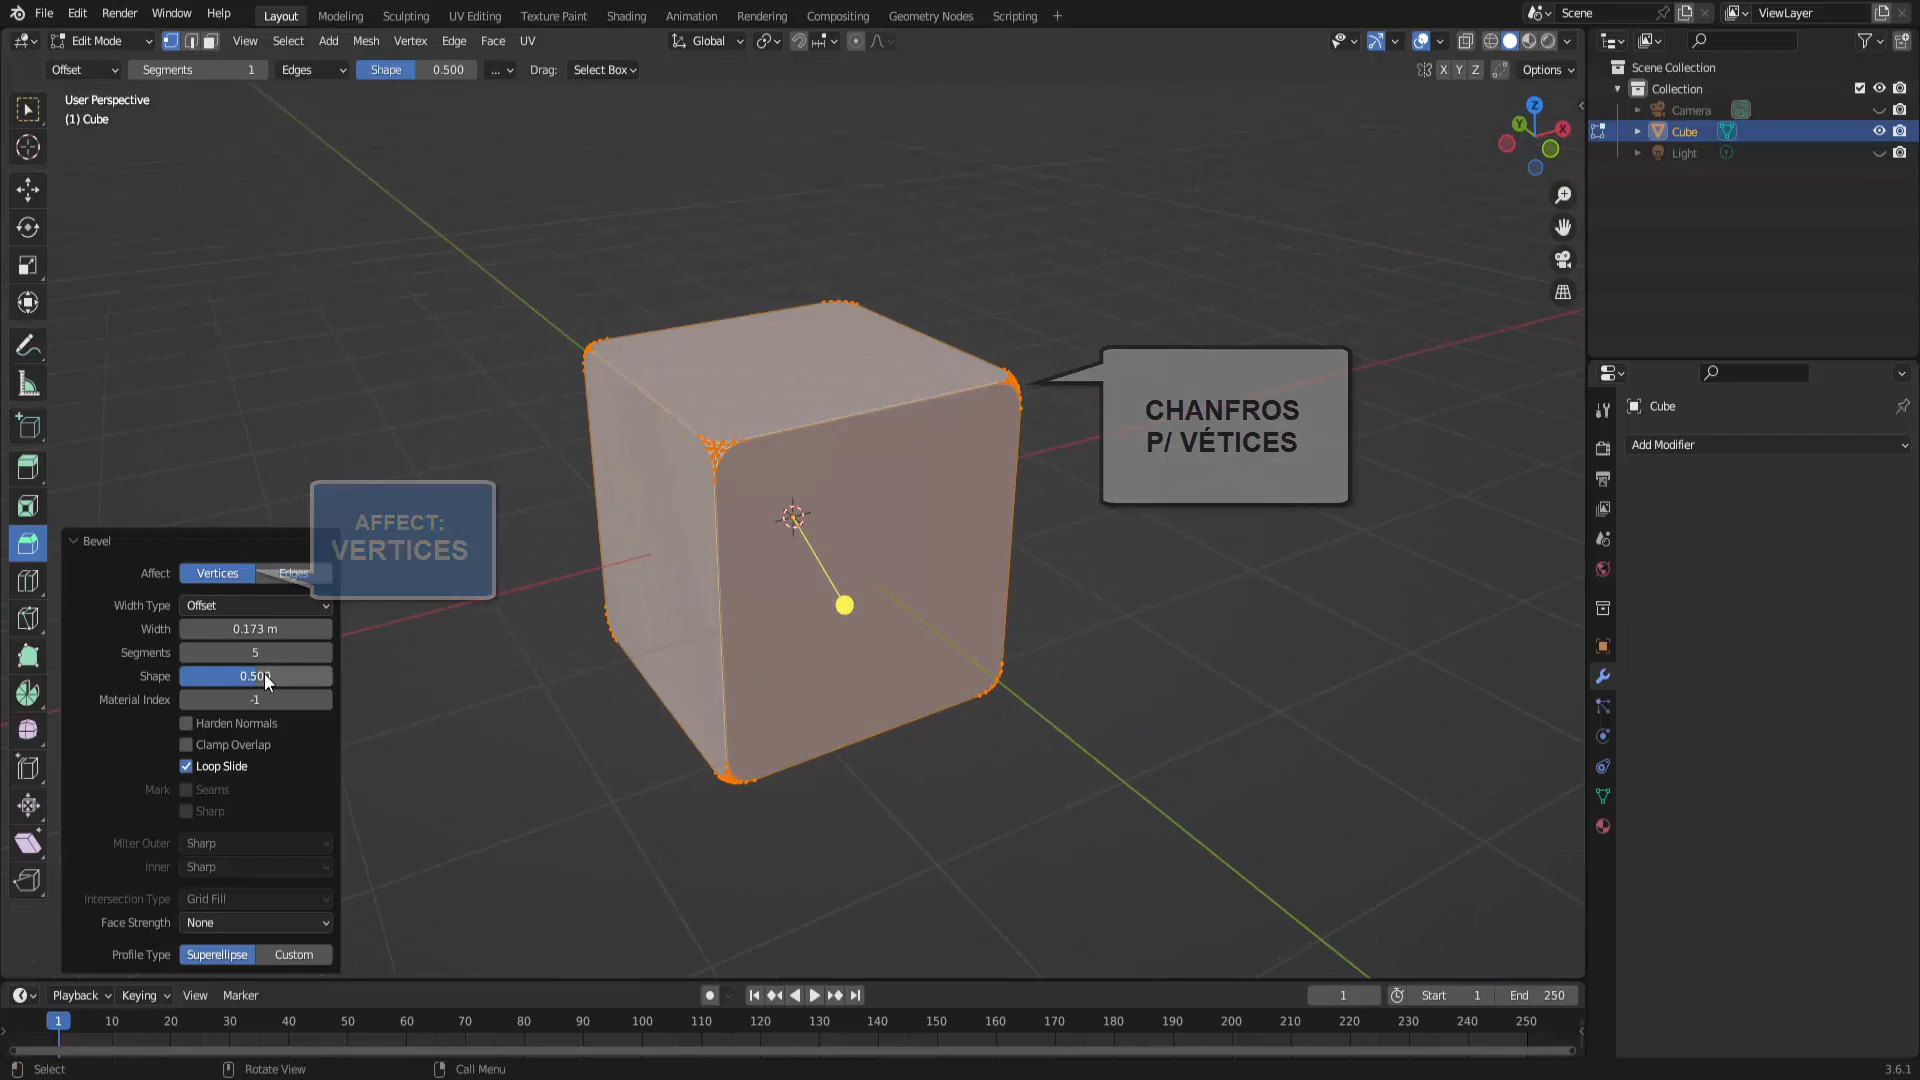 File Edit Render Window Help Layout Modeling Sculpting UV Editing Texture Paint Shading Animation Rendering Compositing Geometry Nodes Scripting + Scene ViewLayer
Edit Mode View Select Add Mesh Vertex Edge Face UV Global
Offset Segments 1 Edges Shape 0.500 ... Drag: Select Box X Y Z Options
User Perspective
(1) Cube
Z
Y
X
Scene Collection
Collection
Camera
Cube
Light
Cube
Add Modifier
CHANFROS
P/ VÉTICES
AFFECT:
VERTICES
Bevel
Affect Vertices Edges
Width Type Offset
Width 0.173 m
Segments 5
Shape 0.500
Material Index -1
Harden Normals
Clamp Overlap
Loop Slide
Mark Seams
Sharp
Miter Outer Sharp
Inner Sharp
Intersection Type Grid Fill
Face Strength None
Profile Type Superellipse Custom
Playback Keying View Marker 1 Start 1 End 250
1 10 20 30 40 50 60 70 80 90 100 110 120 130 140 150 160 170 180 190 200 210 220 230 240 250
Select Rotate View Call Menu 3.6.1